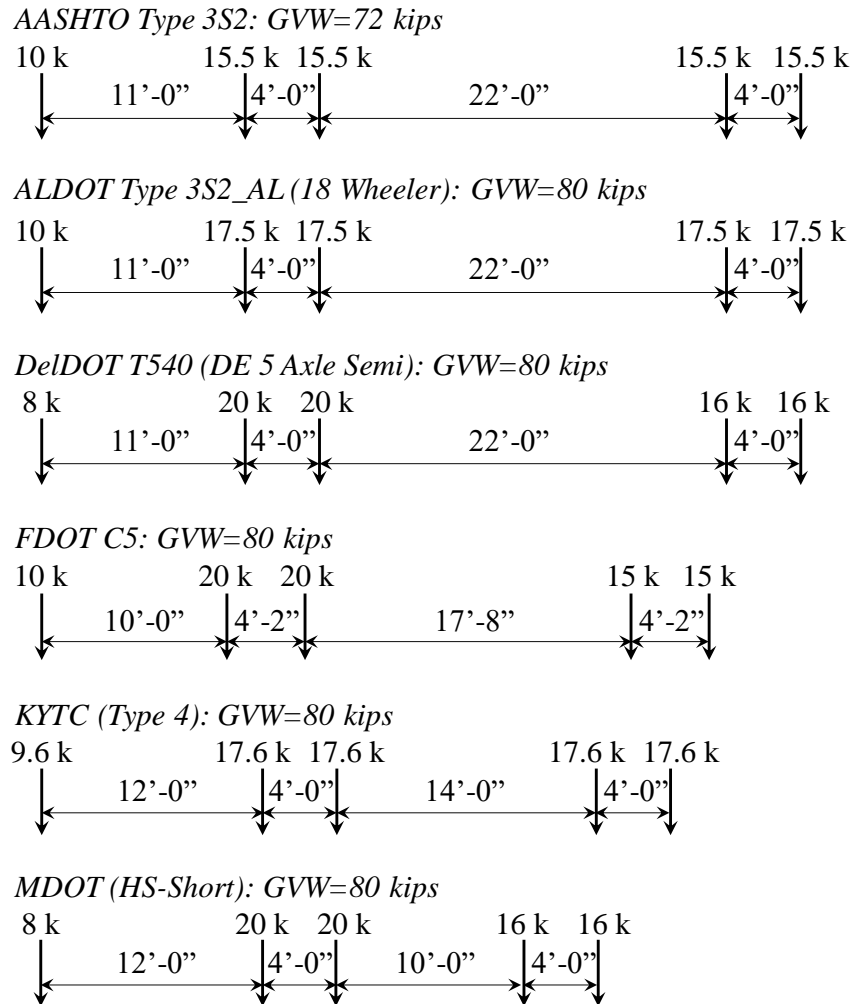 AASHTO Type 3S2: GVW=72 kips
10 k 15.5 k 15.5 k 15.5 k 15.5 k
11’-0” 4’-0” 22’-0” 4’-0”
ALDOT Type 3S2_AL (18 Wheeler): GVW=80 kips
10 k 17.5 k 17.5 k 17.5 k 17.5 k
11’-0” 4’-0” 22’-0” 4’-0”
DelDOT T540 (DE 5 Axle Semi): GVW=80 kips
8 k 20 k 20 k 16 k 16 k
11’-0” 4’-0” 22’-0” 4’-0”
FDOT C5: GVW=80 kips
10 k 20 k 20 k 15 k 15 k
10’-0” 4’-2” 17’-8” 4’-2”
KYTC (Type 4): GVW=80 kips
9.6 k 17.6 k 17.6 k 17.6 k 17.6 k
12’-0” 4’-0” 14’-0” 4’-0”
MDOT (HS-Short): GVW=80 kips
8 k 20 k 20 k 16 k 16 k
12’-0” 4’-0” 10’-0” 4’-0”